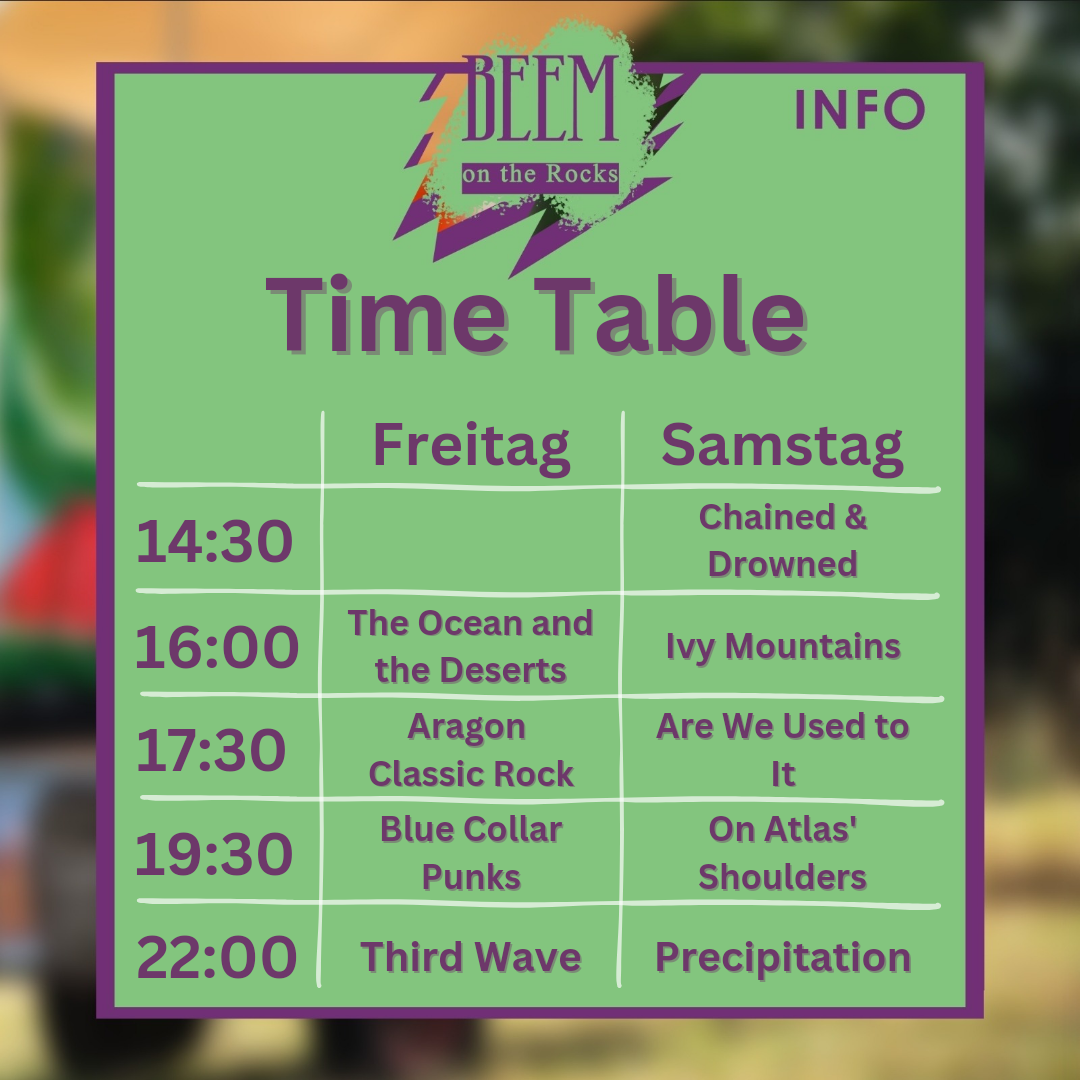 BEEM
on the Rocks
INFO
Time Table
Freitag Samstag
14:30 Chained &
Drowned
16:00 The Ocean and
the Deserts Ivy Mountains
17:30 Aragon
Classic Rock Are We Used to
It
19:30 Blue Collar
Punks On Atlas'
Shoulders
22:00 Third Wave Precipitation